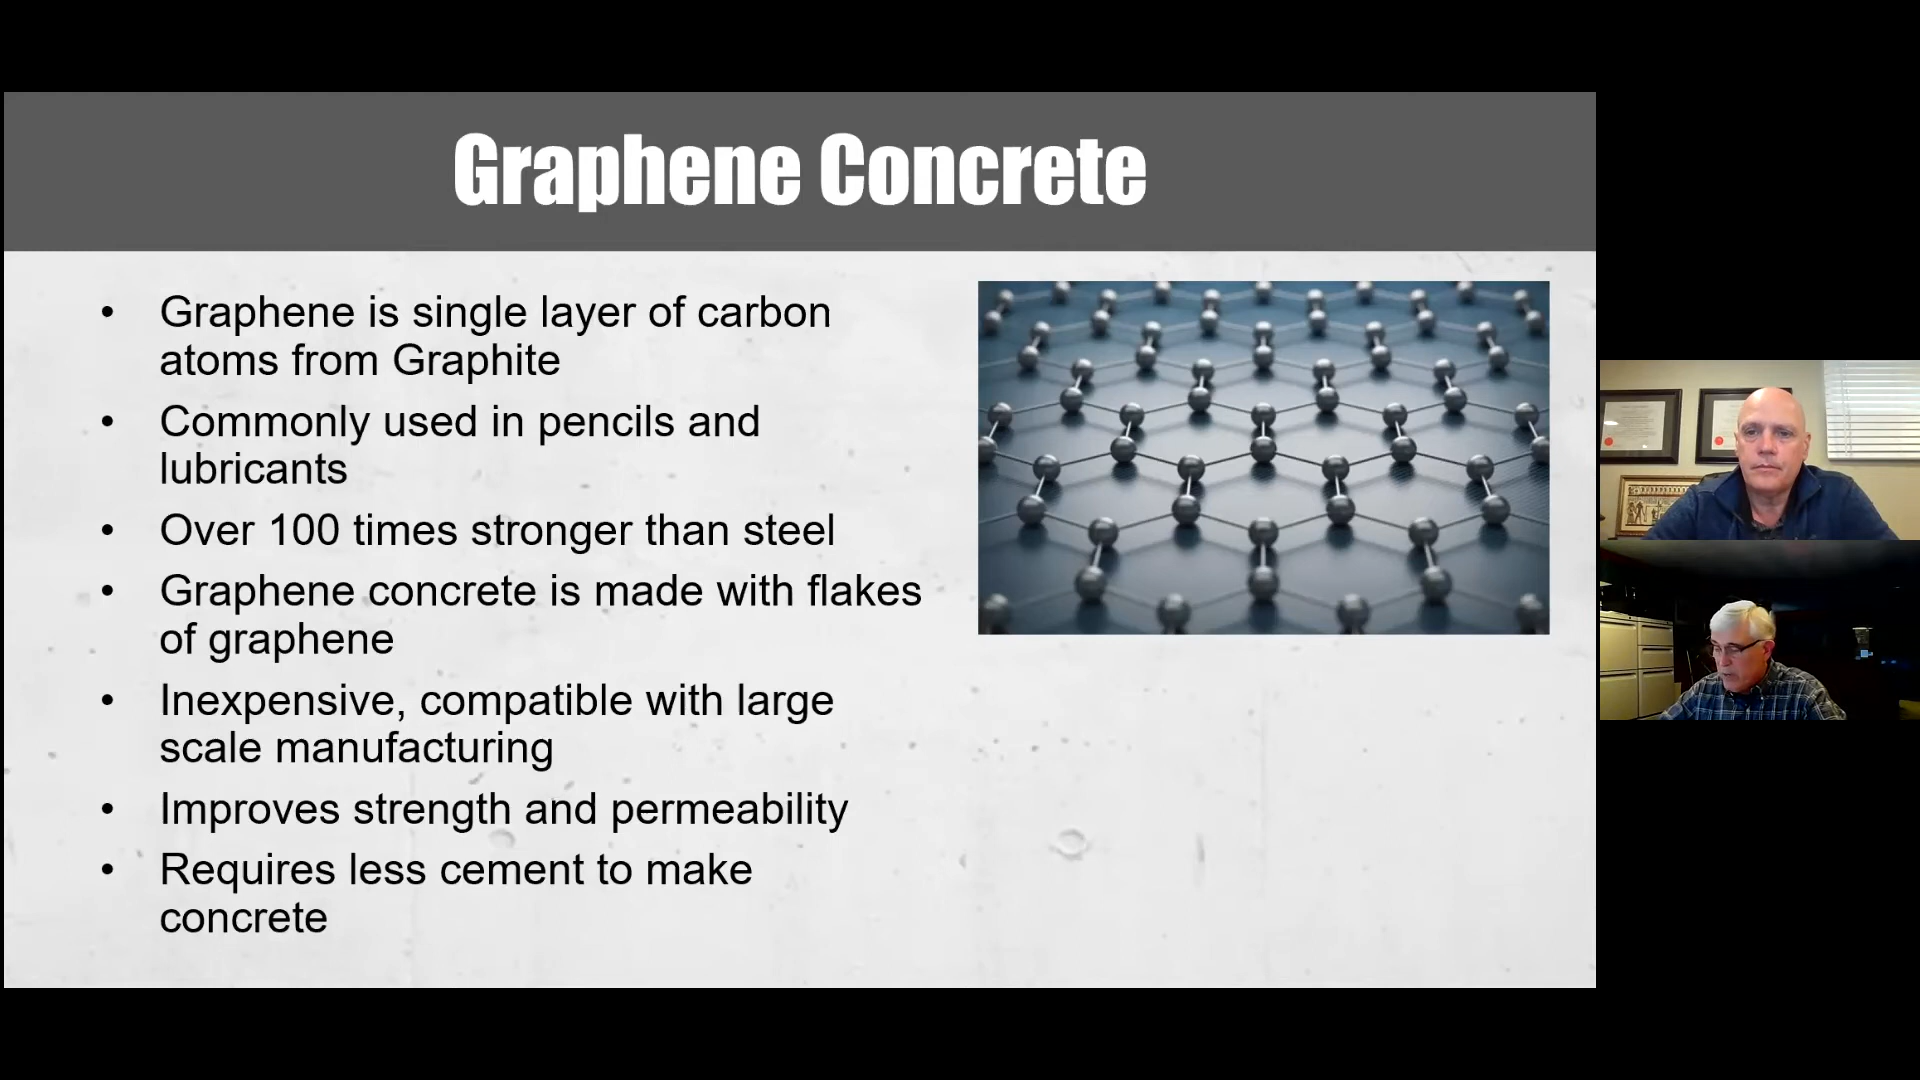 Graphene Concrete
• Graphene is single layer of carbon
atoms from Graphite
• Commonly used in pencils and
lubricants
• Over 100 times stronger than steel
• Graphene concrete is made with flakes
of graphene
• Inexpensive, compatible with large
scale manufacturing
• Improves strength and permeability
• Requires less cement to make
concrete